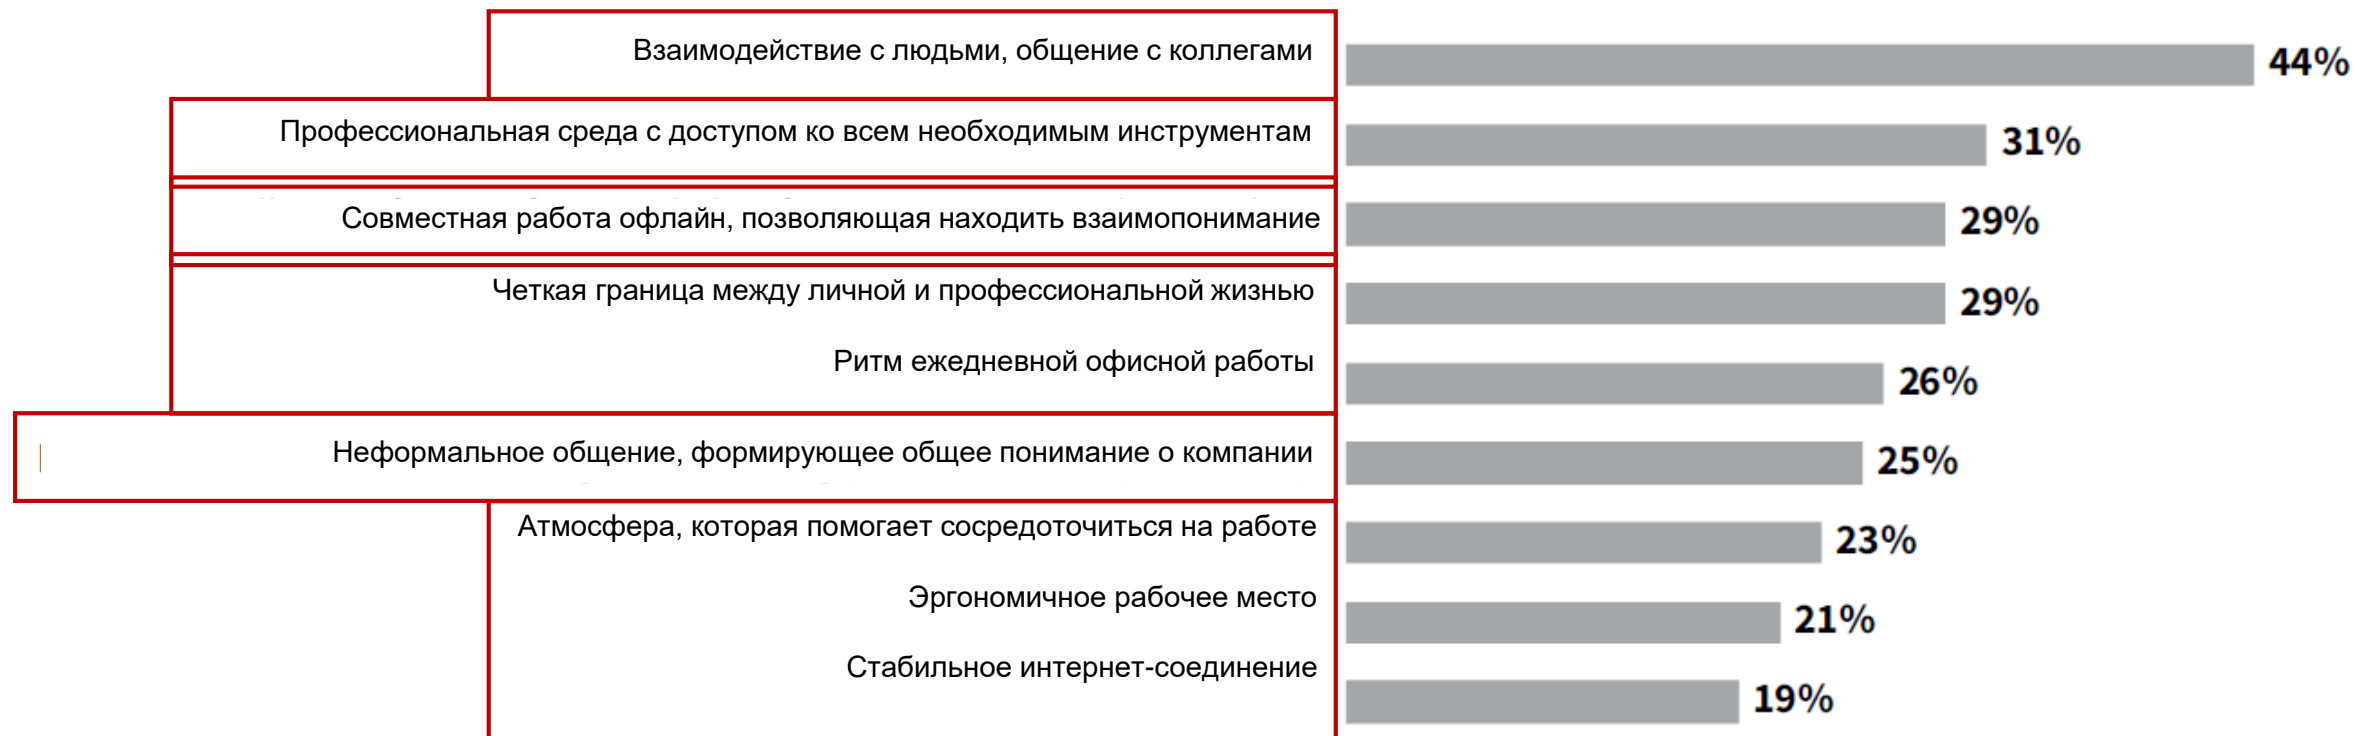 Взаимодействие с людьми, общение с коллегами 44%
Профессиональная среда с доступом ко всем необходимым инструментам 31%
Совместная работа офлайн, позволяющая находить взаимопонимание 29%
Четкая граница между личной и профессиональной жизнью 29%
Ритм ежедневной офисной работы 26%
Неформальное общение, формирующее общее понимание о компании 25%
Атмосфера, которая помогает сосредоточиться на работе 23%
Эргономичное рабочее место 21%
Стабильное интернет-соединение 19%